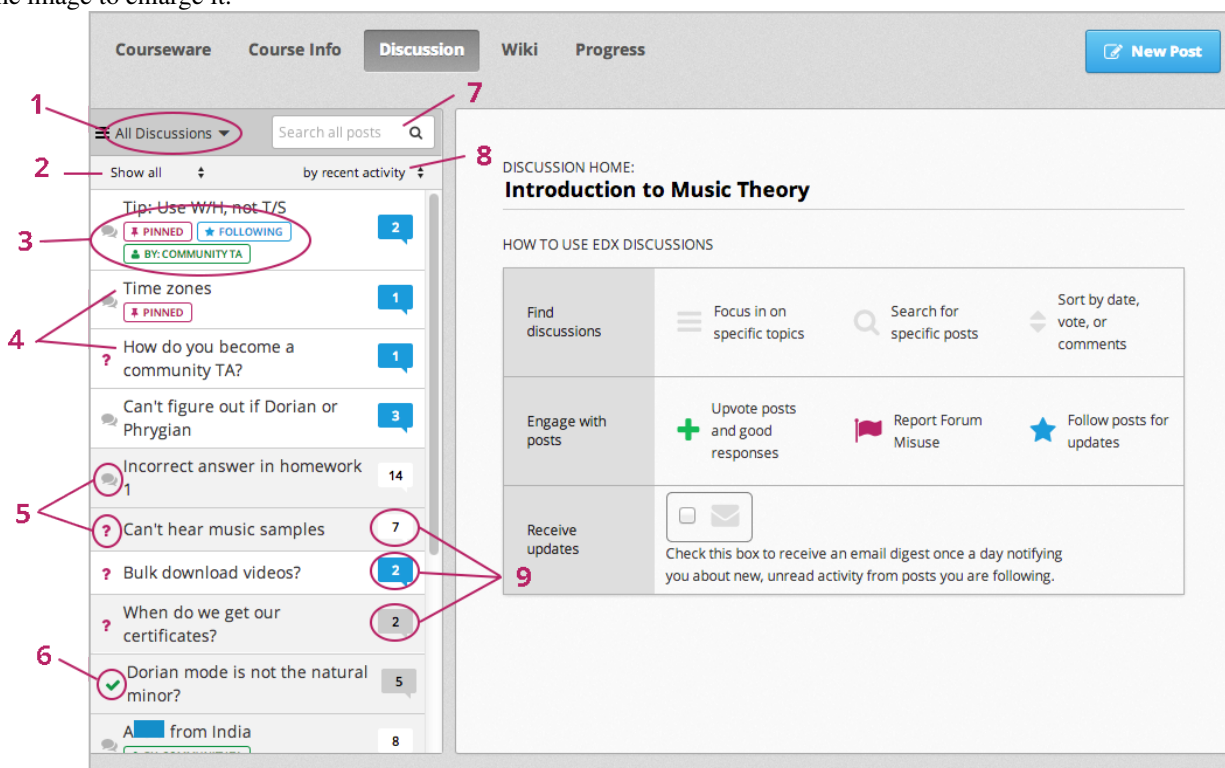 the image to enlarge it.
Courseware Course Info Discussion Wiki Progress New Post
1
7
All Discussions Search all posts
2
Show all by recent activity
8
Tip: Use W/H, not T/S
2
3
PINNED FOLLOWING
BY: COMMUNITY TA
Time zones
1
PINNED
4
How do you become a
community TA?
1
Can't figure out if Dorian or
Phrygian
3
Incorrect answer in homework
1
14
5
? Can't hear music samples
7
? Bulk download videos?
2
9
? When do we get our
certificates?
2
6
Dorian mode is not the natural
minor?
5
A from India
8
DISCUSSION HOME:
Introduction to Music Theory
HOW TO USE EDX DISCUSSIONS
Find
discussions
Focus in on
specific topics
Search for
specific posts
Sort by date,
vote, or
comments
Engage with
posts
Upvote posts
and good
responses
Report Forum
Misuse
Follow posts for
updates
Receive
updates
Check this box to receive an email digest once a day notifying
you about new, unread activity from posts you are following.